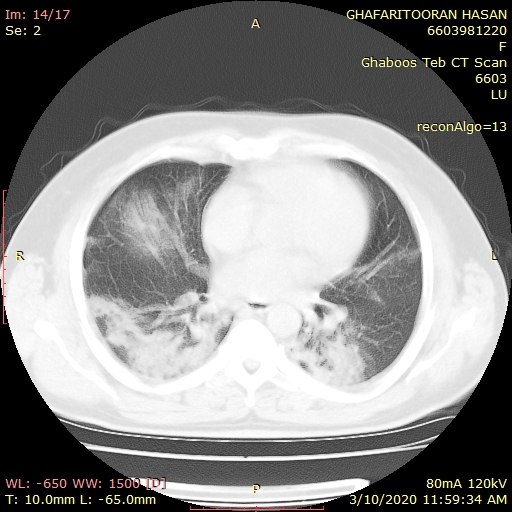 Im: 14/17
Se: 2
GHAFARITOORAN HASAN
6603981220
F
Ghaboos Teb CT Scan
6603
LU
reconAlgo=13
A
R
L
P
WL: -650 WW: 1500 [D]
T: 10.0mm L: -65.0mm
80mA 120kV
3/10/2020 11:59:34 AM